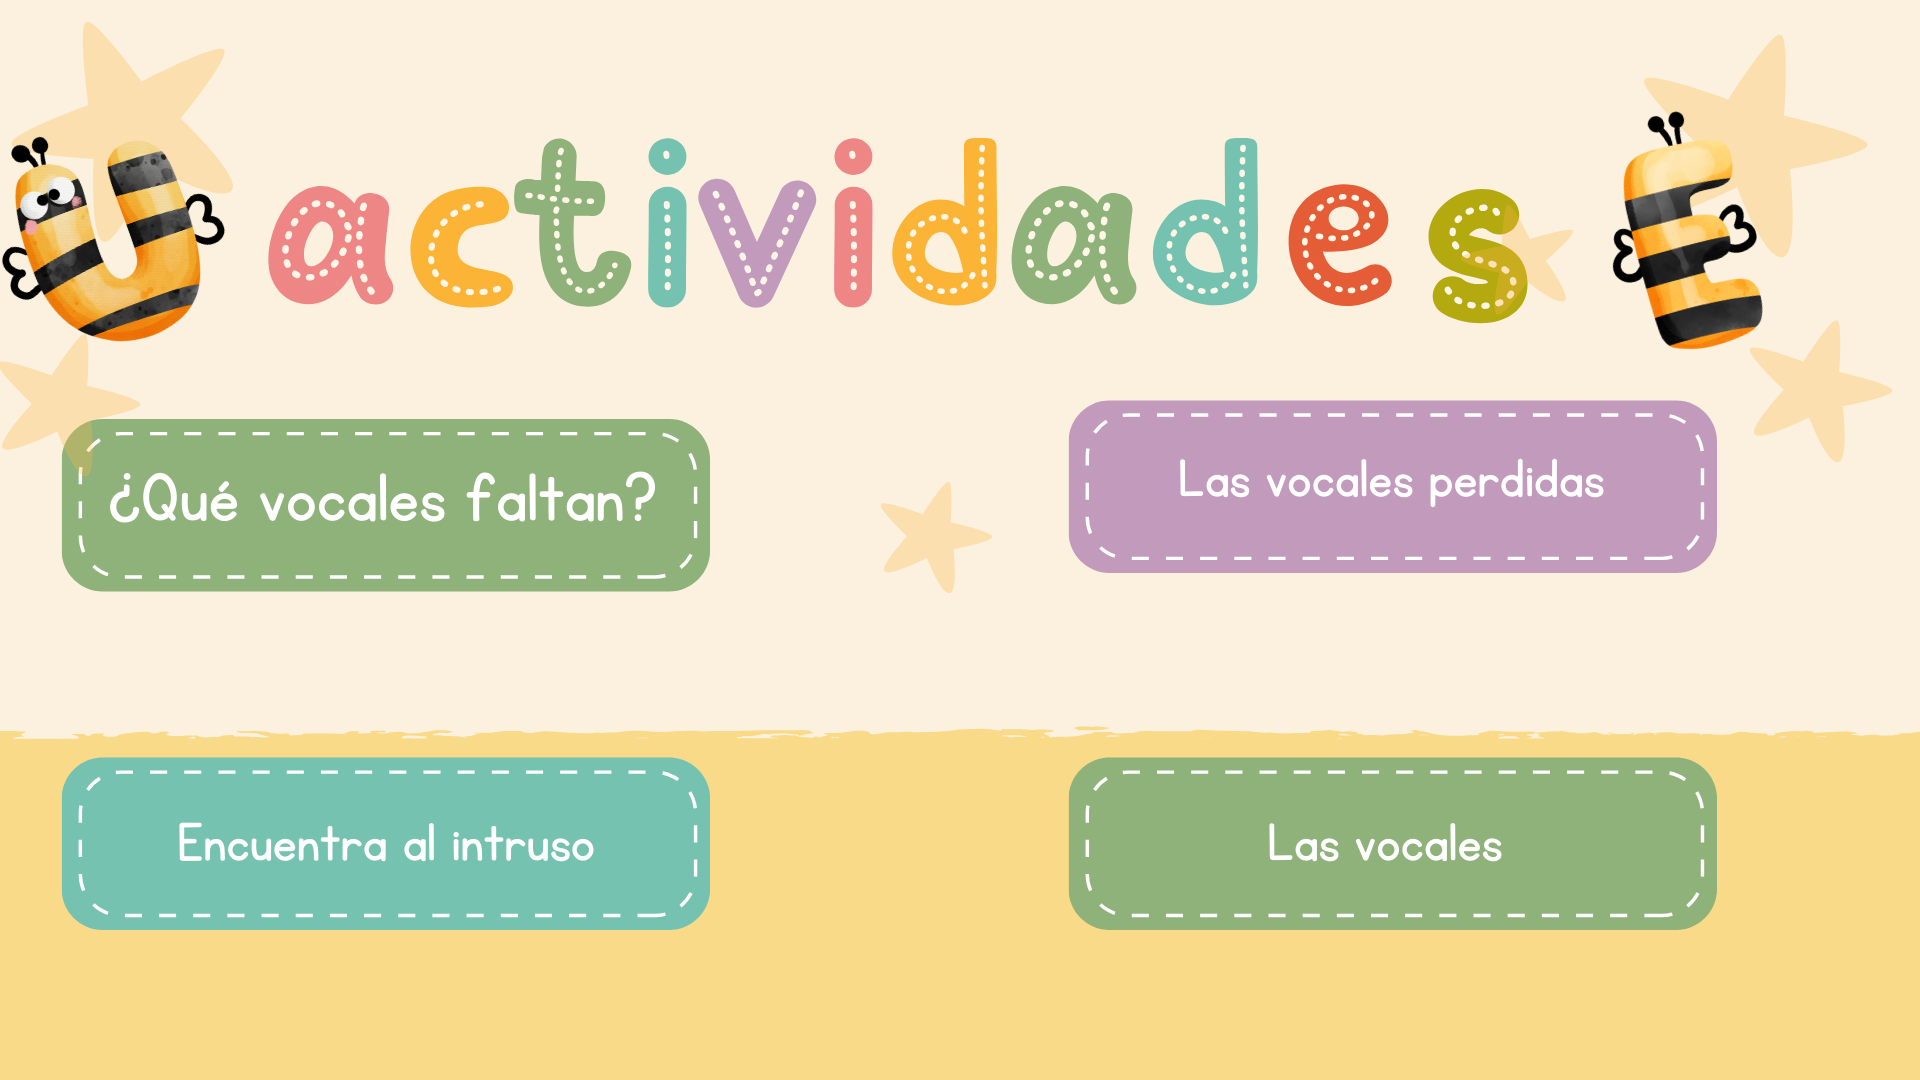 U actividades E
¿Qué vocales faltan?
Las vocales perdidas
Encuentra al intruso
Las vocales